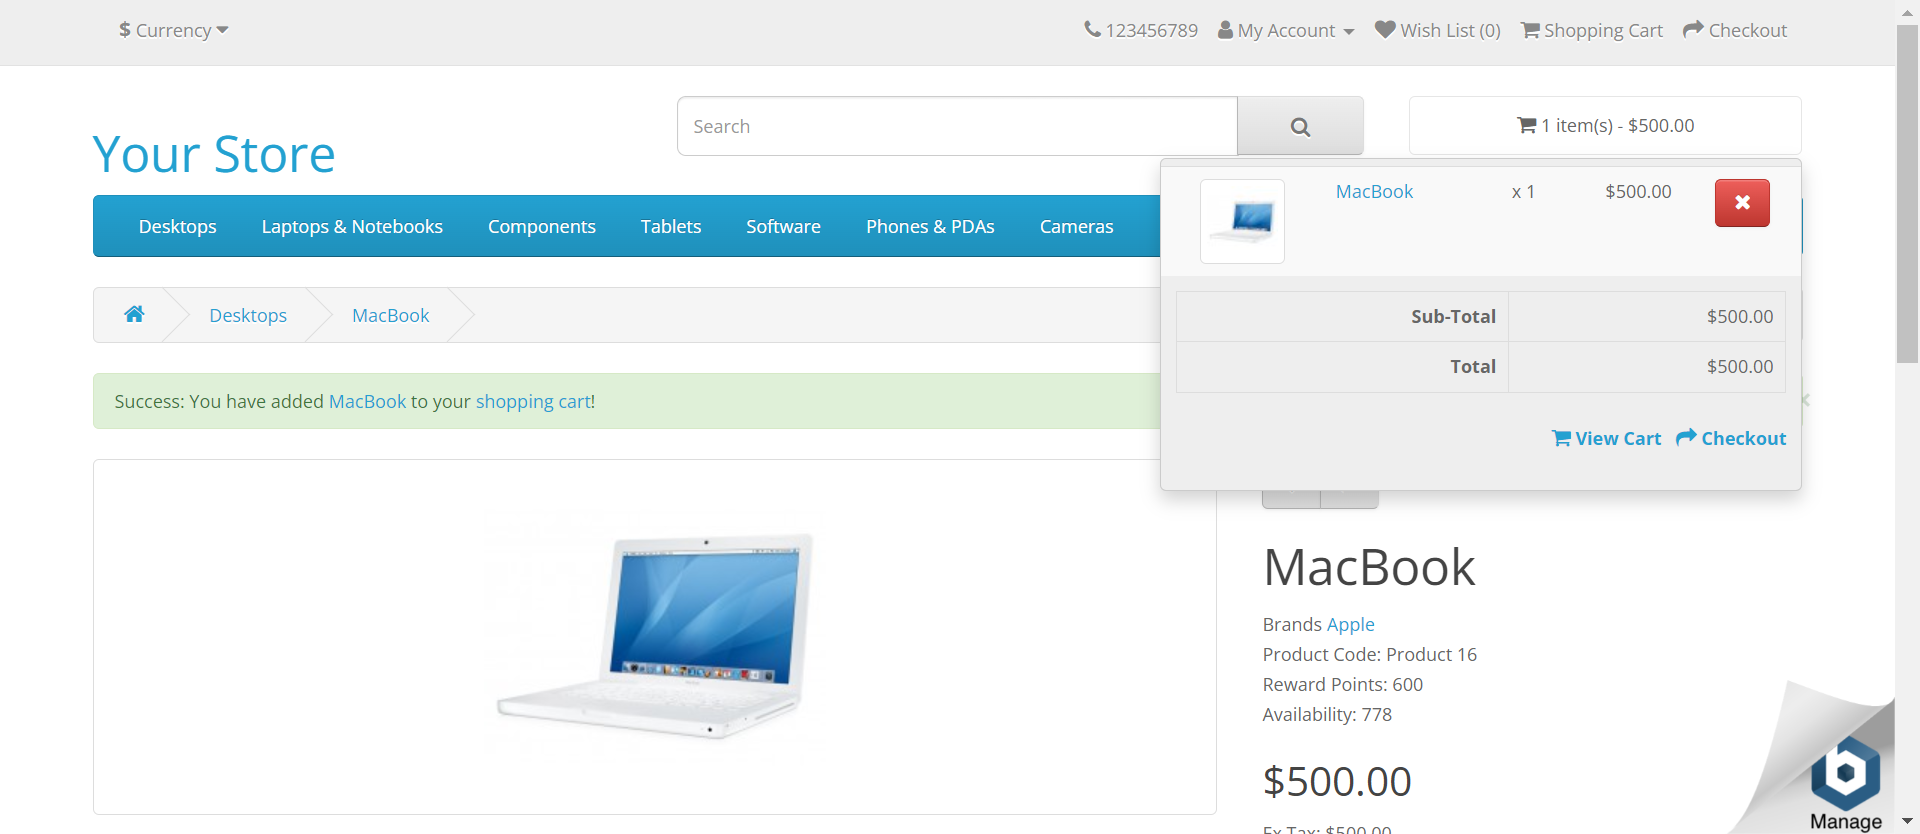 $ Currency
123456789 My Account Wish List (0) Shopping Cart Checkout
Search
1 item(s) - $500.00
Your Store
MacBook x 1 $500.00
Desktops Laptops & Notebooks Components Tablets Software Phones & PDAs Cameras
Desktops MacBook
Sub-Total $500.00
Total $500.00
Success: You have added MacBook to your shopping cart!
View Cart Checkout
MacBook
Brands Apple
Product Code: Product 16
Reward Points: 600
Availability: 778
$500.00
Ex Tax: $500.00
Manage